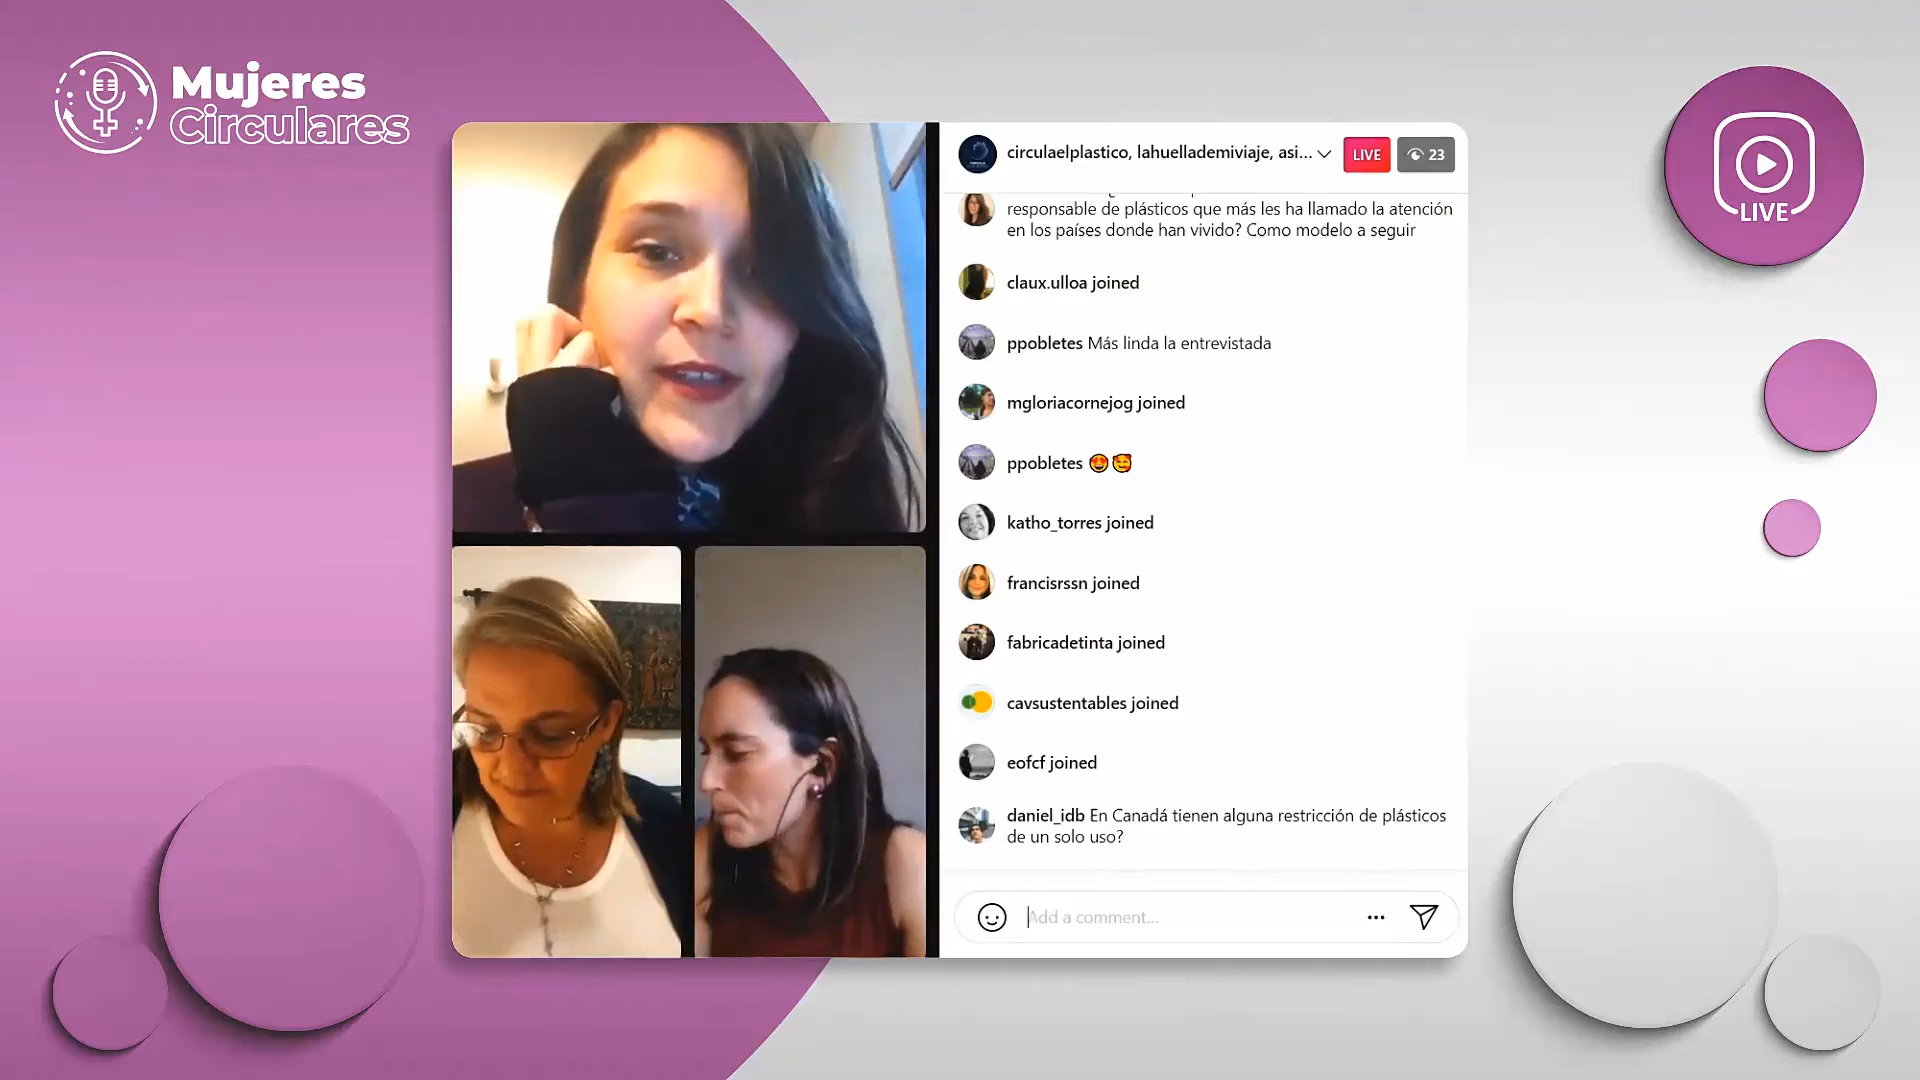 Mujeres
Circulares
circulaelplastico, lahuellademiviaje, asi...
LIVE
23
LIVE
responsable de plásticos que más les ha llamado la atención
en los países donde han vivido? Como modelo a seguir
claux.ulloa joined
ppobletes Más linda la entrevistada
mgloriacornejog joined
ppobletes 😍🥰
katho_torres joined
francisrssn joined
fabricadetinta joined
cavsustentables joined
eofcf joined
daniel_idb En Canadá tienen alguna restricción de plásticos
de un solo uso?
Add a comment...